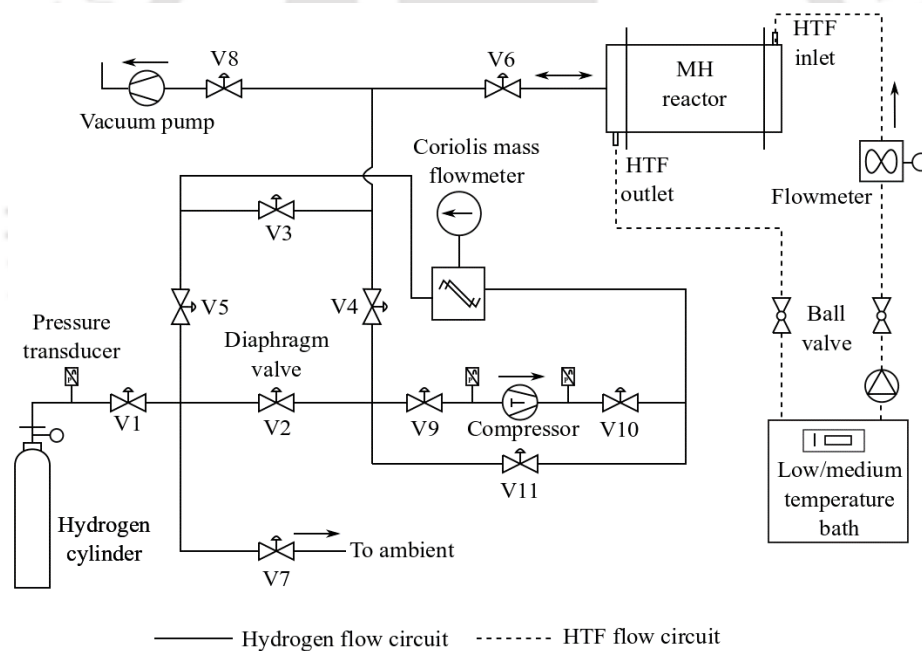 V8
V6
MH
reactor
HTF
inlet
Vacuum pump
Coriolis mass
flowmeter
HTF
outlet
Flowmeter
V3
V5
V4
Pressure
transducer
Diaphragm
valve
Ball
valve
V1
V2
V9
Compressor
V10
V11
Low/medium
temperature
bath
Hydrogen
cylinder
To ambient
V7
Hydrogen flow circuit
HTF flow circuit